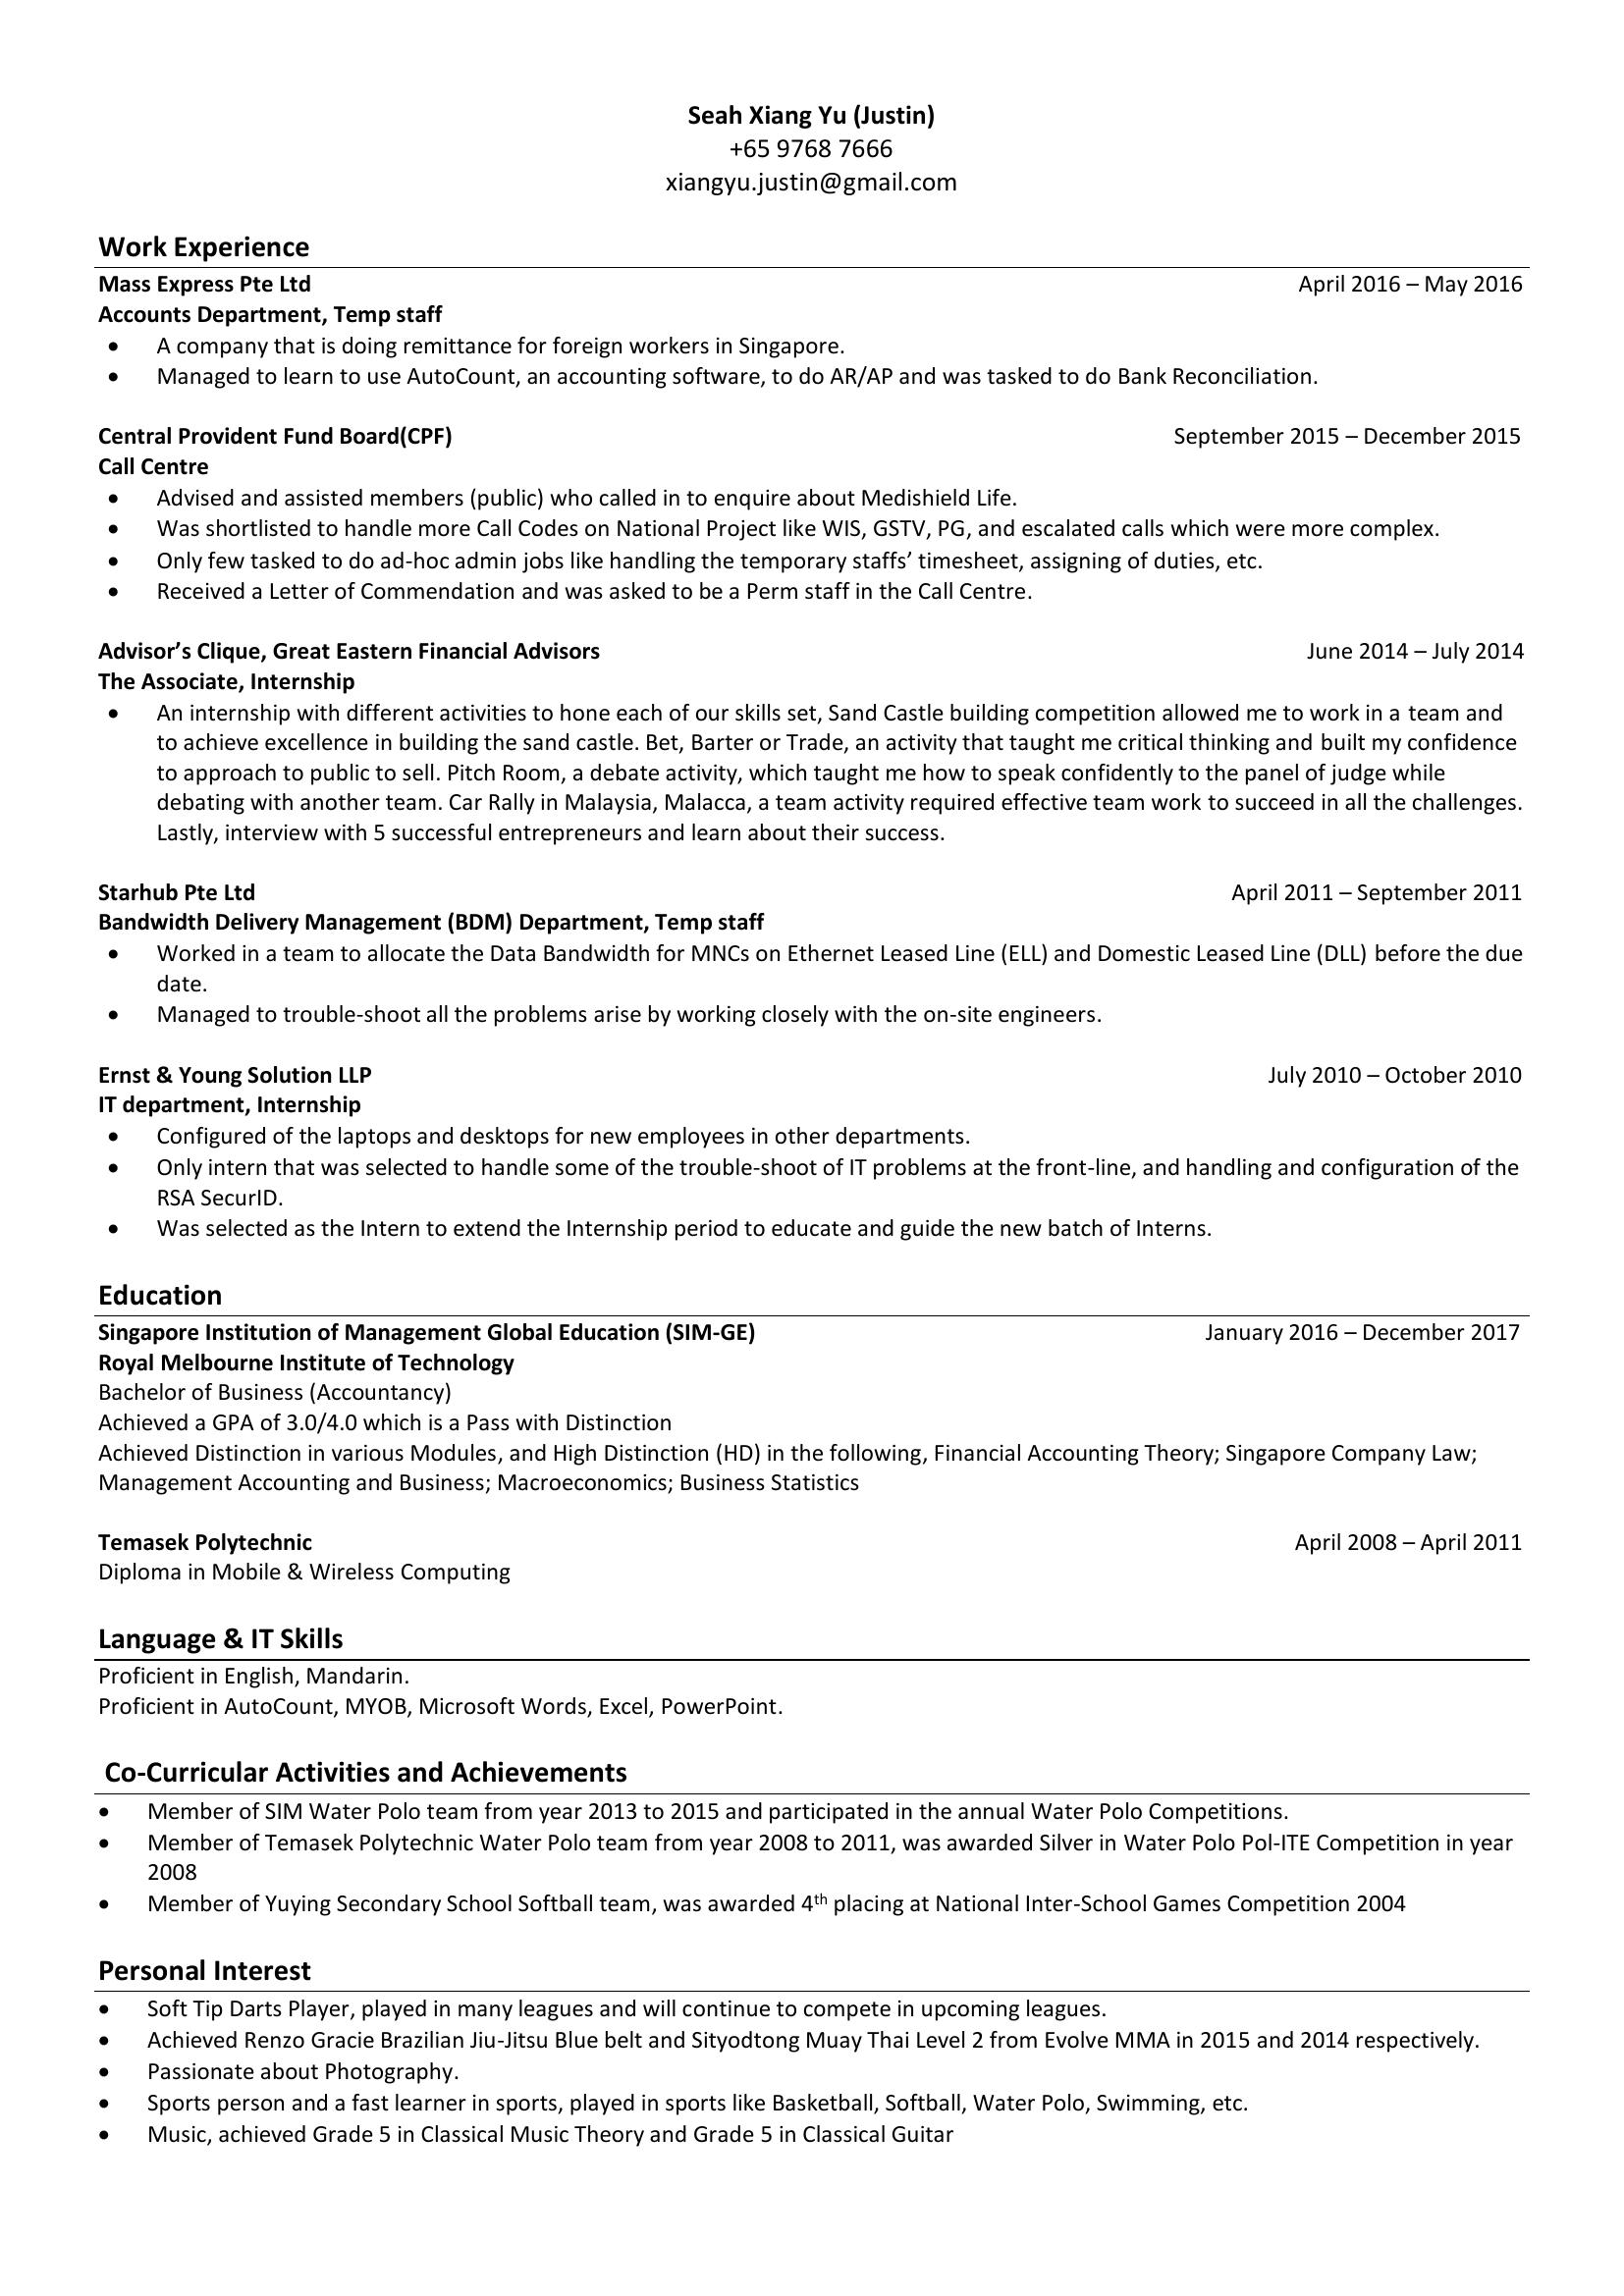 Seah Xiang Yu (Justin)
+65 9768 7666
xiangyu.justin@gmail.com
Work Experience
Mass Express Pte Ltd April 2016 – May 2016
Accounts Department, Temp staff
• A company that is doing remittance for foreign workers in Singapore.
• Managed to learn to use AutoCount, an accounting software, to do AR/AP and was tasked to do Bank Reconciliation.
Central Provident Fund Board(CPF) September 2015 – December 2015
Call Centre
• Advised and assisted members (public) who called in to enquire about Medishield Life.
• Was shortlisted to handle more Call Codes on National Project like WIS, GSTV, PG, and escalated calls which were more complex.
• Only few tasked to do ad-hoc admin jobs like handling the temporary staffs’ timesheet, assigning of duties, etc.
• Received a Letter of Commendation and was asked to be a Perm staff in the Call Centre.
Advisor’s Clique, Great Eastern Financial Advisors June 2014 – July 2014
The Associate, Internship
• An internship with different activities to hone each of our skills set, Sand Castle building competition allowed me to work in a team and
to achieve excellence in building the sand castle. Bet, Barter or Trade, an activity that taught me critical thinking and built my confidence
to approach to public to sell. Pitch Room, a debate activity, which taught me how to speak confidently to the panel of judge while
debating with another team. Car Rally in Malaysia, Malacca, a team activity required effective team work to succeed in all the challenges.
Lastly, interview with 5 successful entrepreneurs and learn about their success.
Starhub Pte Ltd April 2011 – September 2011
Bandwidth Delivery Management (BDM) Department, Temp staff
• Worked in a team to allocate the Data Bandwidth for MNCs on Ethernet Leased Line (ELL) and Domestic Leased Line (DLL) before the due
date.
• Managed to trouble-shoot all the problems arise by working closely with the on-site engineers.
Ernst & Young Solution LLP July 2010 – October 2010
IT department, Internship
• Configured of the laptops and desktops for new employees in other departments.
• Only intern that was selected to handle some of the trouble-shoot of IT problems at the front-line, and handling and configuration of the
RSA SecurID.
• Was selected as the Intern to extend the Internship period to educate and guide the new batch of Interns.
Education
Singapore Institution of Management Global Education (SIM-GE) January 2016 – December 2017
Royal Melbourne Institute of Technology
Bachelor of Business (Accountancy)
Achieved a GPA of 3.0/4.0 which is a Pass with Distinction
Achieved Distinction in various Modules, and High Distinction (HD) in the following, Financial Accounting Theory; Singapore Company Law;
Management Accounting and Business; Macroeconomics; Business Statistics
Temasek Polytechnic April 2008 – April 2011
Diploma in Mobile & Wireless Computing
Language & IT Skills
Proficient in English, Mandarin.
Proficient in AutoCount, MYOB, Microsoft Words, Excel, PowerPoint.
Co-Curricular Activities and Achievements
• Member of SIM Water Polo team from year 2013 to 2015 and participated in the annual Water Polo Competitions.
• Member of Temasek Polytechnic Water Polo team from year 2008 to 2011, was awarded Silver in Water Polo Pol-ITE Competition in year
2008
• Member of Yuying Secondary School Softball team, was awarded 4th placing at National Inter-School Games Competition 2004
Personal Interest
• Soft Tip Darts Player, played in many leagues and will continue to compete in upcoming leagues.
• Achieved Renzo Gracie Brazilian Jiu-Jitsu Blue belt and Sityodtong Muay Thai Level 2 from Evolve MMA in 2015 and 2014 respectively.
• Passionate about Photography.
• Sports person and a fast learner in sports, played in sports like Basketball, Softball, Water Polo, Swimming, etc.
• Music, achieved Grade 5 in Classical Music Theory and Grade 5 in Classical Guitar